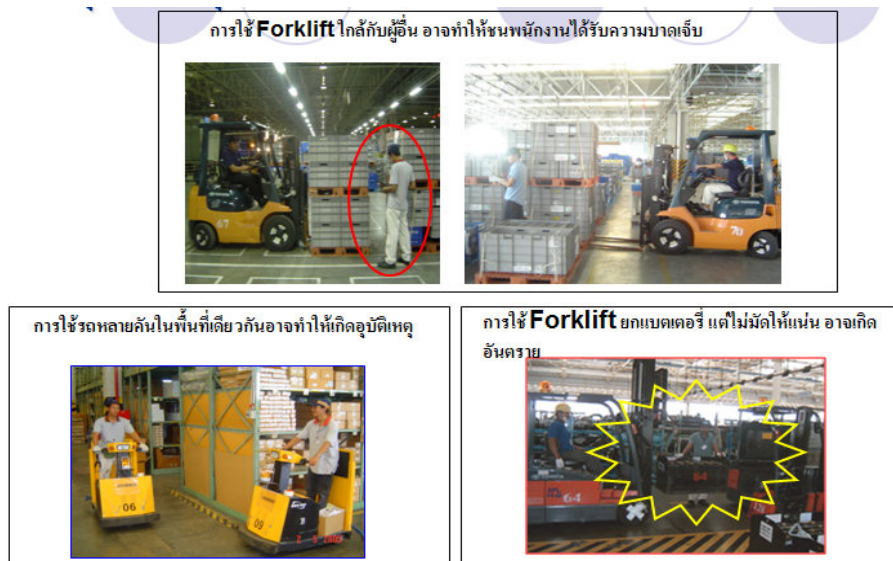 การใช้ Forklift ใกล้กับผู้อื่น อาจทำให้ชนพนักงานได้รับความบาดเจ็บ
67
70
การใช้รถหลายคันในพื้นที่เดียวกันอาจทำให้เกิดอุบัติเหตุ
06
09
การใช้ Forklift ยกแบตเตอรี่ แต่ไม่มัดให้แน่น อาจเกิด
อันตราย
64
64